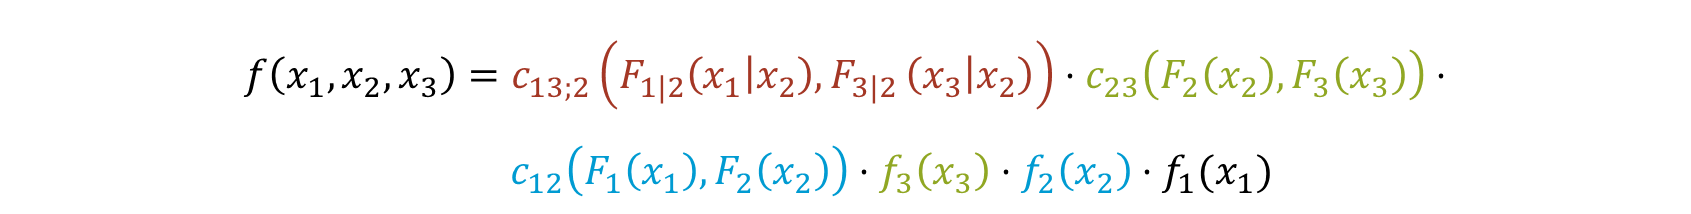 f(x₁, x₂, x₃) = c₁₃;₂ (F₁|₂(x₁|x₂), F₃|₂ (x₃|x₂)) · c₂₃(F₂(x₂), F₃(x₃)) ·
c₁₂(F₁(x₁), F₂(x₂)) · f₃(x₃) · f₂(x₂) · f₁(x₁)